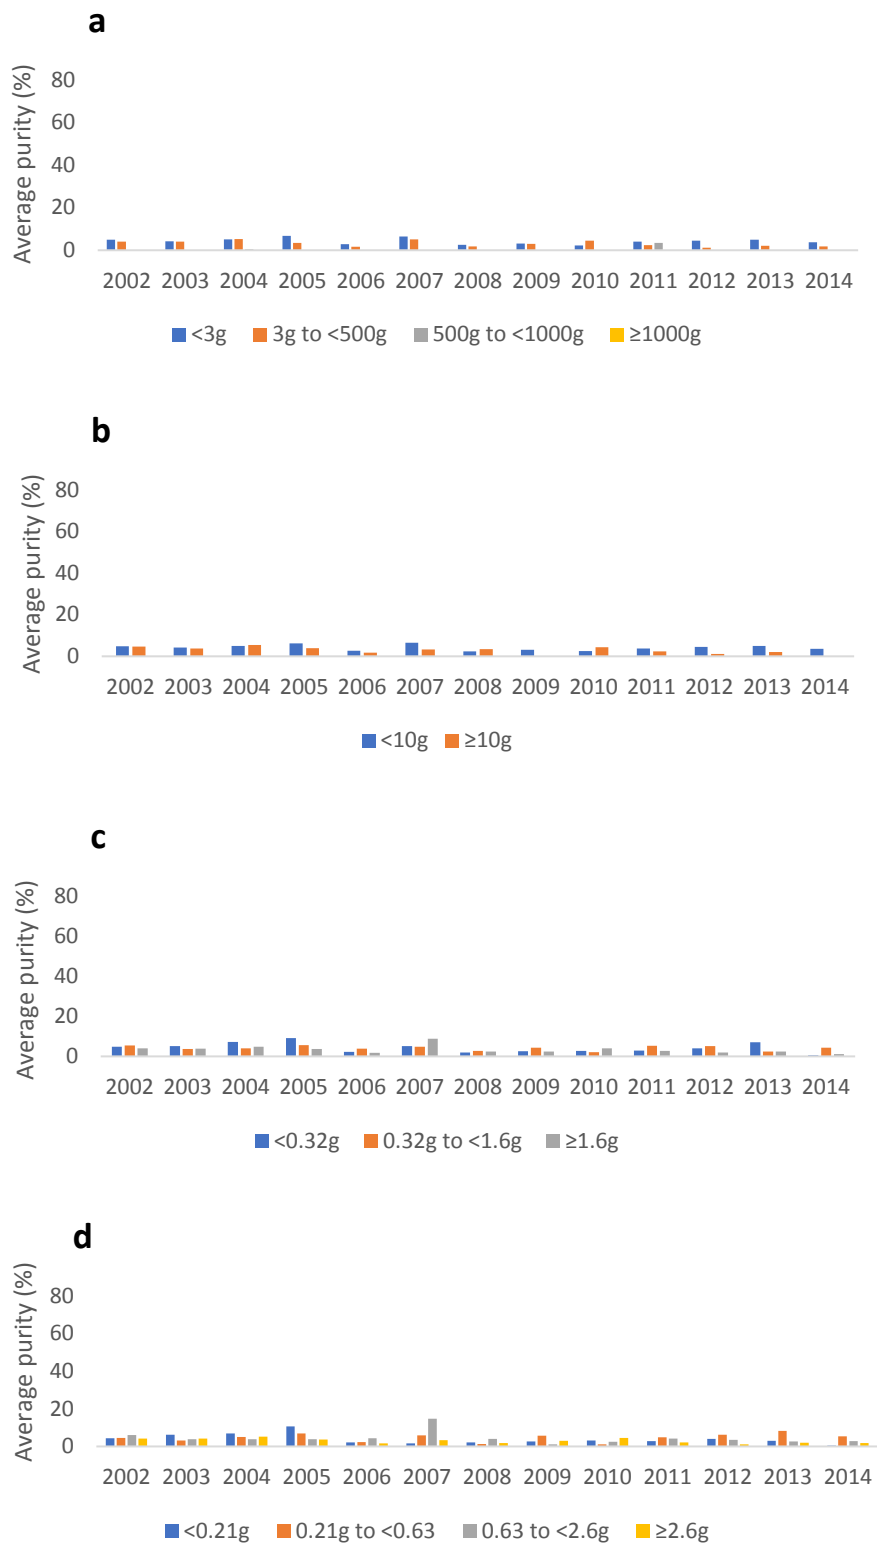 a
Average purity (%)
80
60
40
20
0
2002 2003 2004 2005 2006 2007 2008 2009 2010 2011 2012 2013 2014
<3g 3g to <500g 500g to <1000g ≥1000g
b
Average purity (%)
80
60
40
20
0
2002 2003 2004 2005 2006 2007 2008 2009 2010 2011 2012 2013 2014
<10g ≥10g
c
Average purity (%)
80
60
40
20
0
2002 2003 2004 2005 2006 2007 2008 2009 2010 2011 2012 2013 2014
<0.32g 0.32g to <1.6g ≥1.6g
d
Average purity (%)
80
60
40
20
0
2002 2003 2004 2005 2006 2007 2008 2009 2010 2011 2012 2013 2014
<0.21g 0.21g to <0.63 0.63 to <2.6g ≥2.6g